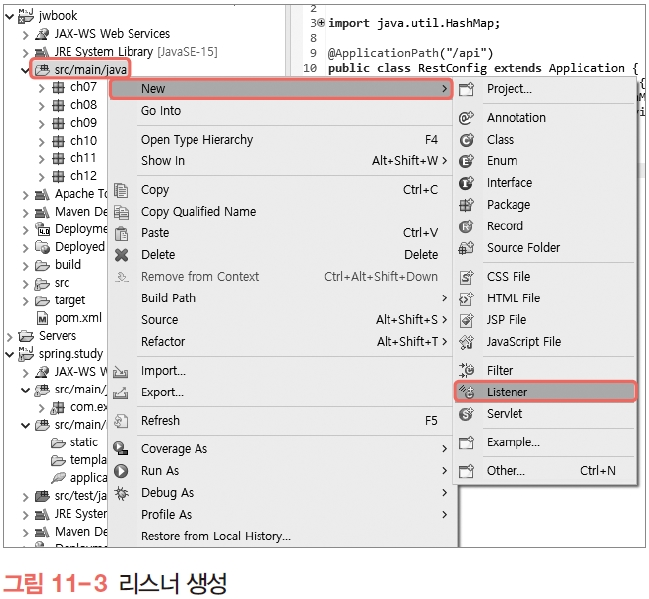 jwbook
JAX-WS Web Services
JRE System Library [JavaSE-15]
src/main/java
ch07
ch08
ch09
ch10
ch11
ch12
Apache To
Maven De
Deployme
Deployed
build
src
target
pom.xml
Servers
spring.study
JAX-WS W
src/main/j
com.ex
src/main/
static
templa
applica
src/test/ja
JRE Syster
Maven De
2
3 import java.util.HashMap;
8
9 @ApplicationPath("/api")
10 public class RestConfig extends Application {
New
Go Into
Open Type Hierarchy F4
Show In Alt+Shift+W
Copy Ctrl+C
Copy Qualified Name
Paste Ctrl+V
Delete Delete
Remove from Context Ctrl+Alt+Shift+Down
Build Path
Source Alt+Shift+S
Refactor Alt+Shift+T
Import...
Export...
Refresh F5
Coverage As
Run As
Debug As
Profile As
Restore from Local History...
Project...
Annotation
Class
Enum
Interface
Package
Record
Source Folder
CSS File
HTML File
JSP File
JavaScript File
Filter
Listener
Servlet
Example...
Other... Ctrl+N
그림 11-3 리스너 생성